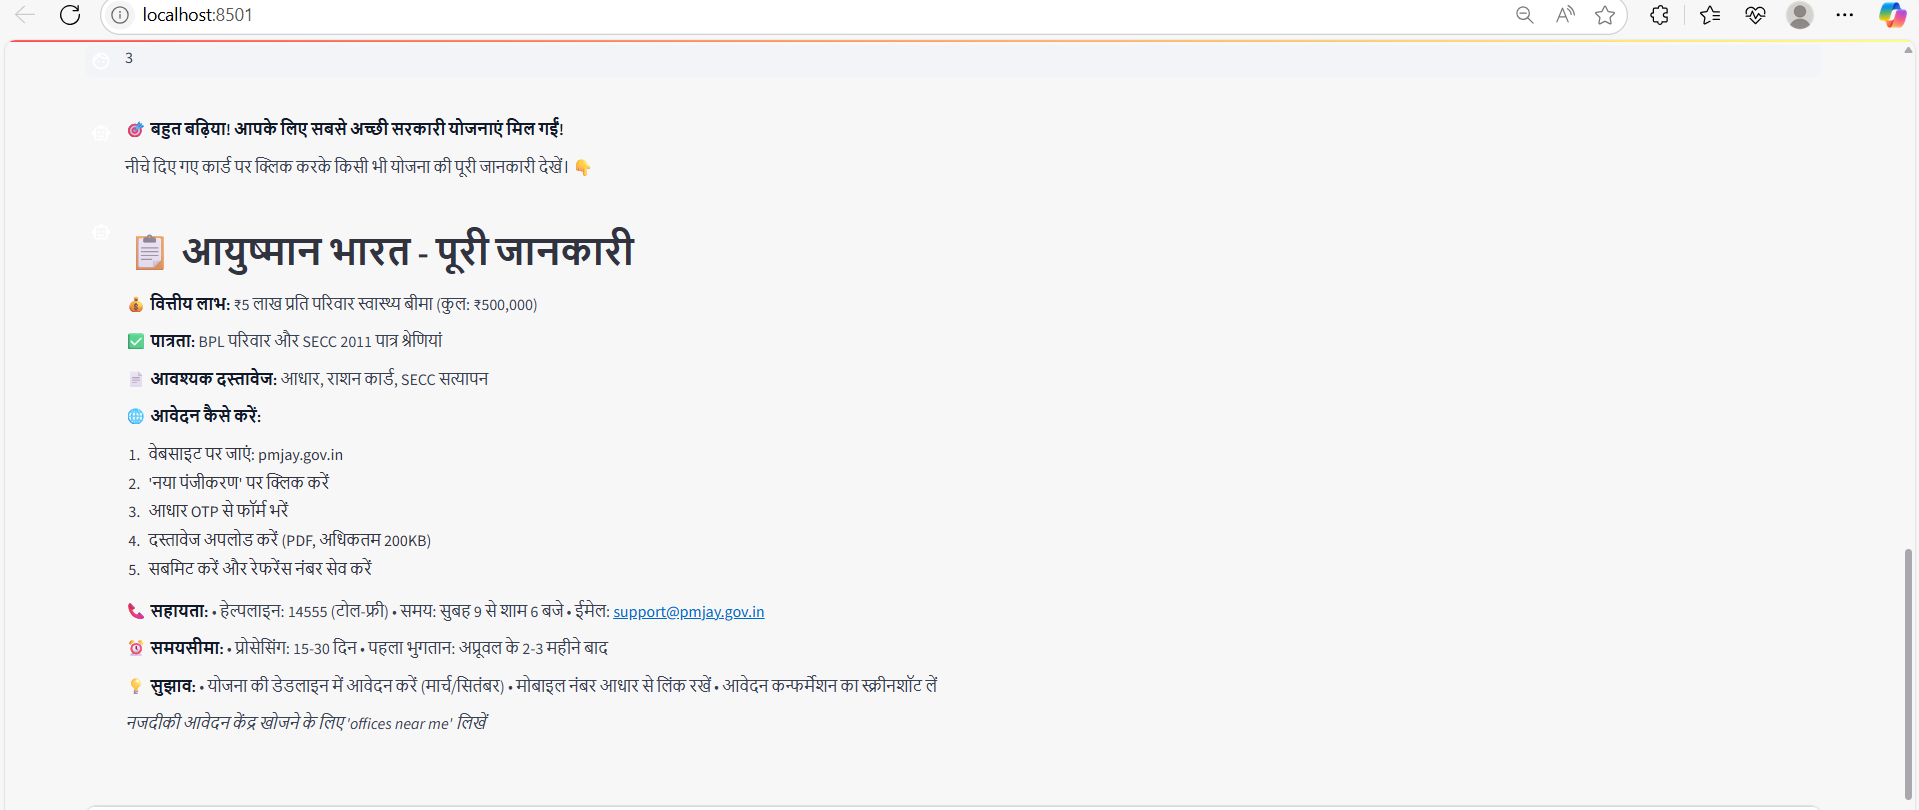 localhost:8501
3
🎯 बहुत बढ़िया! आपके लिए सबसे अच्छी सरकारी योजनाएं मिल गईं!
नीचे दिए गए कार्ड पर क्लिक करके किसी भी योजना की पूरी जानकारी देखें। 👇
📋 आयुष्मान भारत - पूरी जानकारी
💰 वित्तीय लाभ: ₹5 लाख प्रति परिवार स्वास्थ्य बीमा (कुल: ₹500,000)
✅ पात्रता: BPL परिवार और SECC 2011 पात्र श्रेणियां
📄 आवश्यक दस्तावेज: आधार, राशन कार्ड, SECC सत्यापन
🌐 आवेदन कैसे करें:
1. वेबसाइट पर जाएं: pmjay.gov.in
2. 'नया पंजीकरण' पर क्लिक करें
3. आधार OTP से फॉर्म भरें
4. दस्तावेज अपलोड करें (PDF, अधिकतम 200KB)
5. सबमिट करें और रेफरेंस नंबर सेव करें
📞 सहायता: • हेल्पलाइन: 14555 (टोल-फ्री) • समय: सुबह 9 से शाम 6 बजे • ईमेल: support@pmjay.gov.in
⏰ समयसीमा: • प्रोसेसिंग: 15-30 दिन • पहला भुगतान: अप्रूवल के 2-3 महीने बाद
💡 सुझाव: • योजना की डेडलाइन में आवेदन करें (मार्च/सितंबर) • मोबाइल नंबर आधार से लिंक रखें • आवेदन कन्फर्मेशन का स्क्रीनशॉट लें
नजदीकी आवेदन केंद्र खोजने के लिए 'offices near me' लिखें